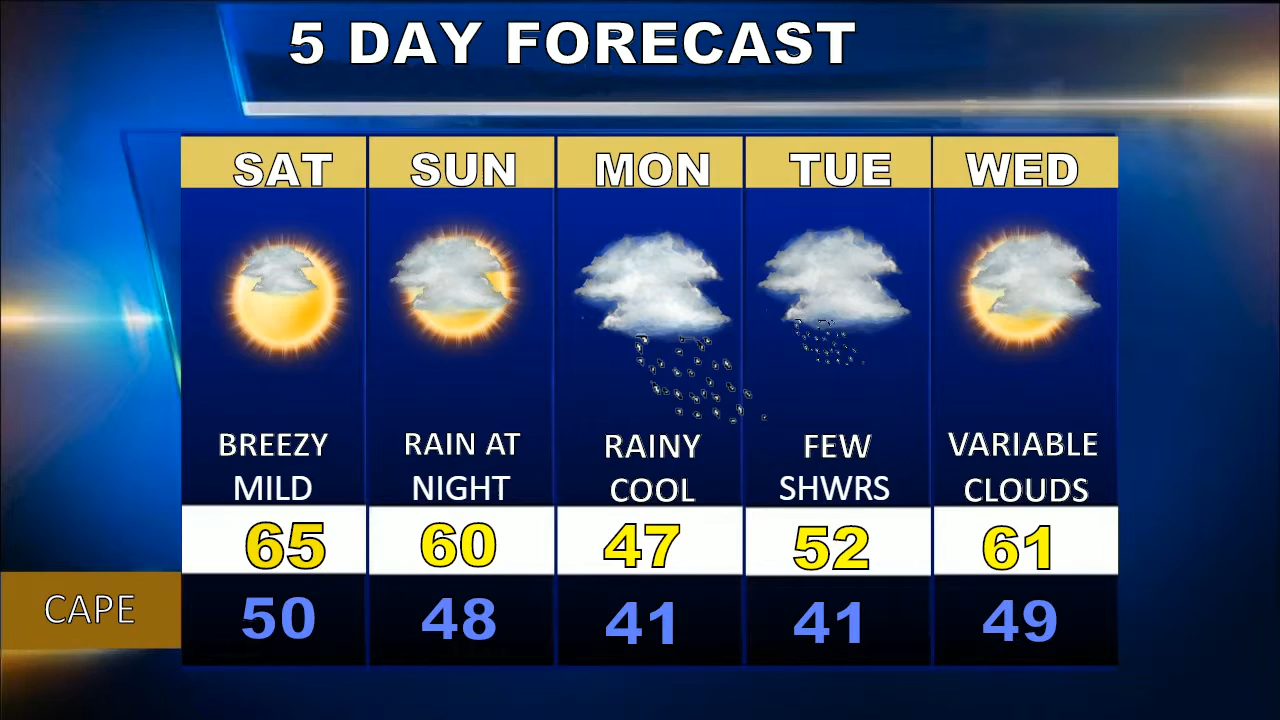 5 DAY FORECAST
SAT SUN MON TUE WED
BREEZY RAIN AT RAINY FEW VARIABLE
MILD NIGHT COOL SHWRS CLOUDS
65 60 47 52 61
CAPE 50 48 41 41 49